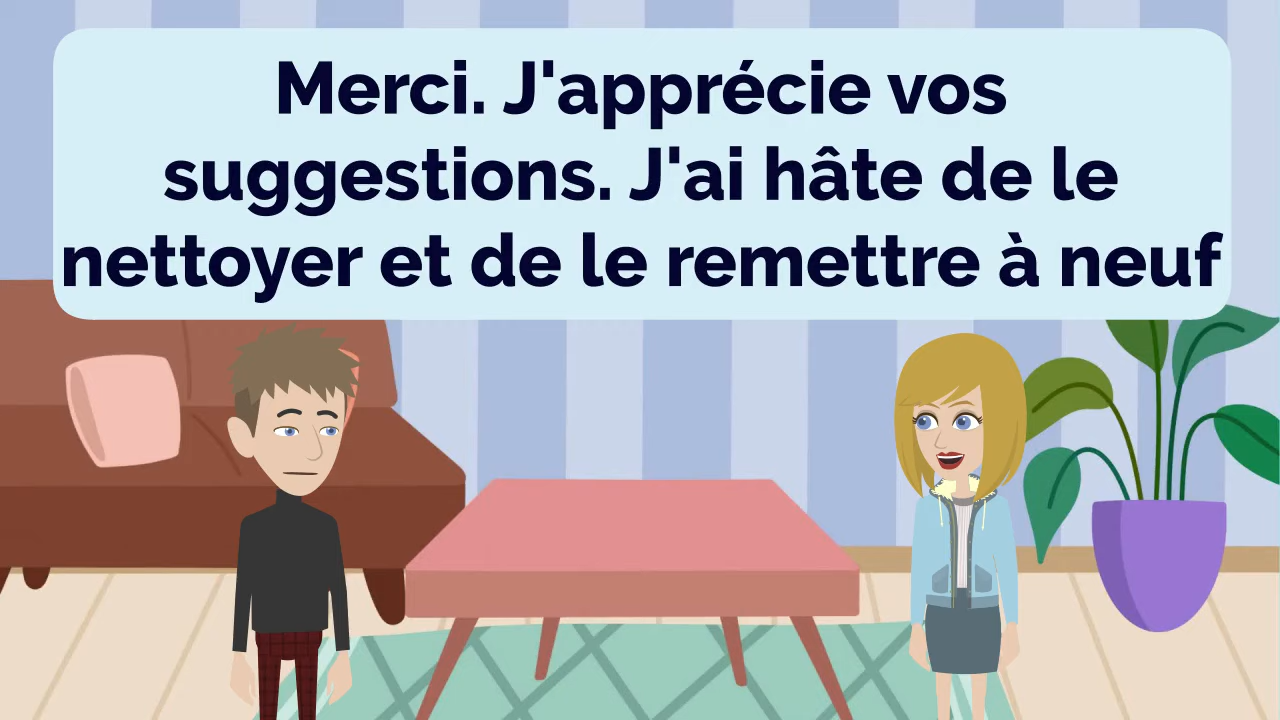 Merci. J'apprécie vos
suggestions. J'ai hâte de le
nettoyer et de le remettre à neuf